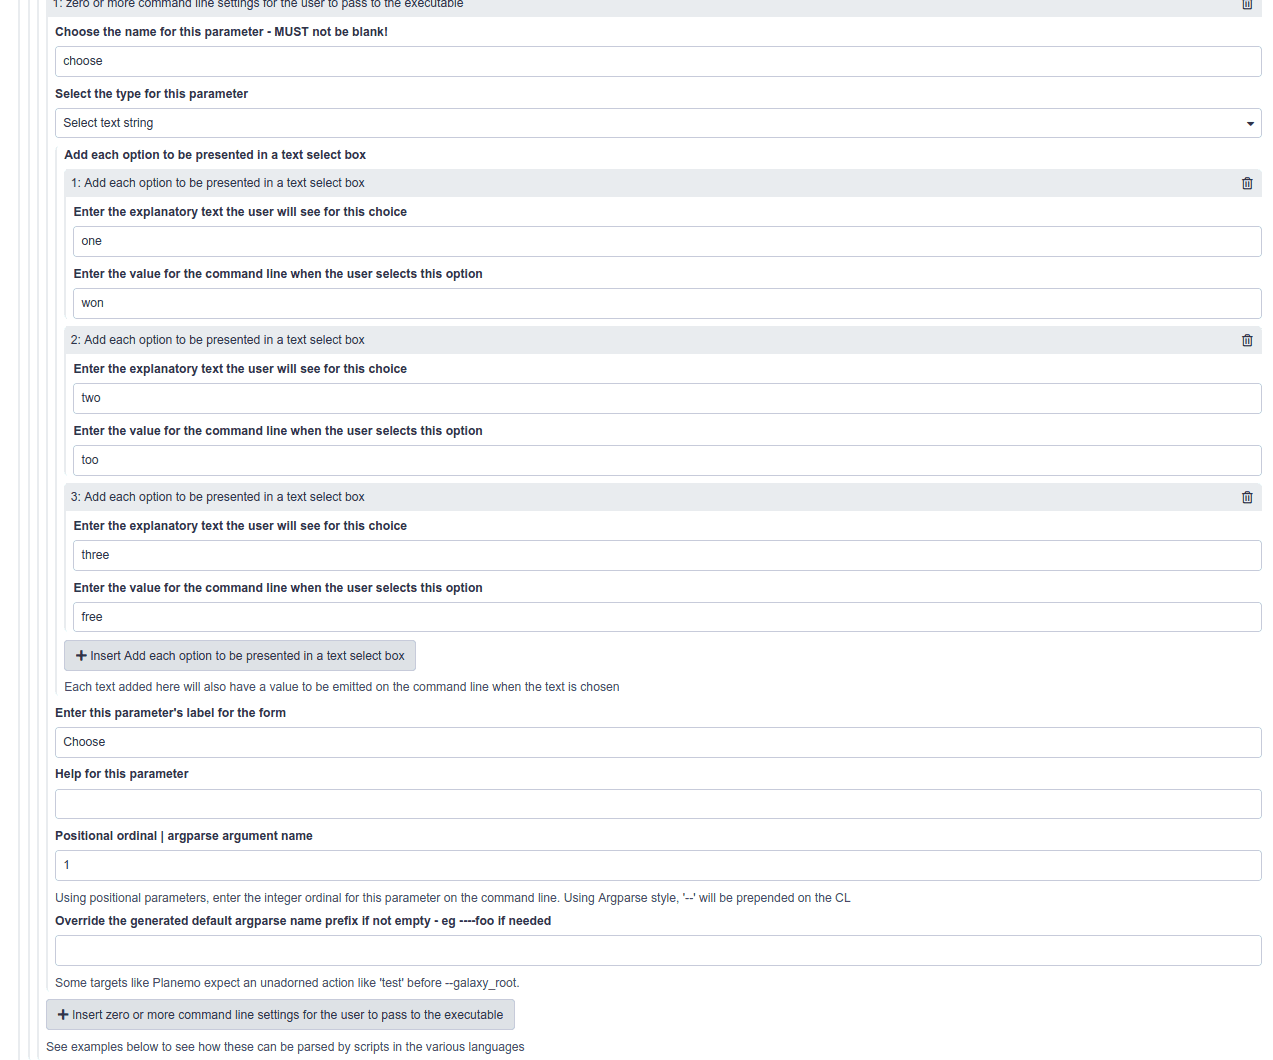 1: zero or more command line settings for the user to pass to the executable
Choose the name for this parameter - MUST not be blank!
choose
Select the type for this parameter
Select text string
Add each option to be presented in a text select box
1: Add each option to be presented in a text select box
Enter the explanatory text the user will see for this choice
one
Enter the value for the command line when the user selects this option
won
2: Add each option to be presented in a text select box
Enter the explanatory text the user will see for this choice
two
Enter the value for the command line when the user selects this option
too
3: Add each option to be presented in a text select box
Enter the explanatory text the user will see for this choice
three
Enter the value for the command line when the user selects this option
free
+ Insert Add each option to be presented in a text select box
Each text added here will also have a value to be emitted on the command line when the text is chosen
Enter this parameter's label for the form
Choose
Help for this parameter
Positional ordinal | argparse argument name
1
Using positional parameters, enter the integer ordinal for this parameter on the command line. Using Argparse style, '--' will be prepended on the CL
Override the generated default argparse name prefix if not empty - eg ----foo if needed
Some targets like Planemo expect an unadorned action like 'test' before --galaxy_root.
+ Insert zero or more command line settings for the user to pass to the executable
See examples below to see how these can be parsed by scripts in the various languages